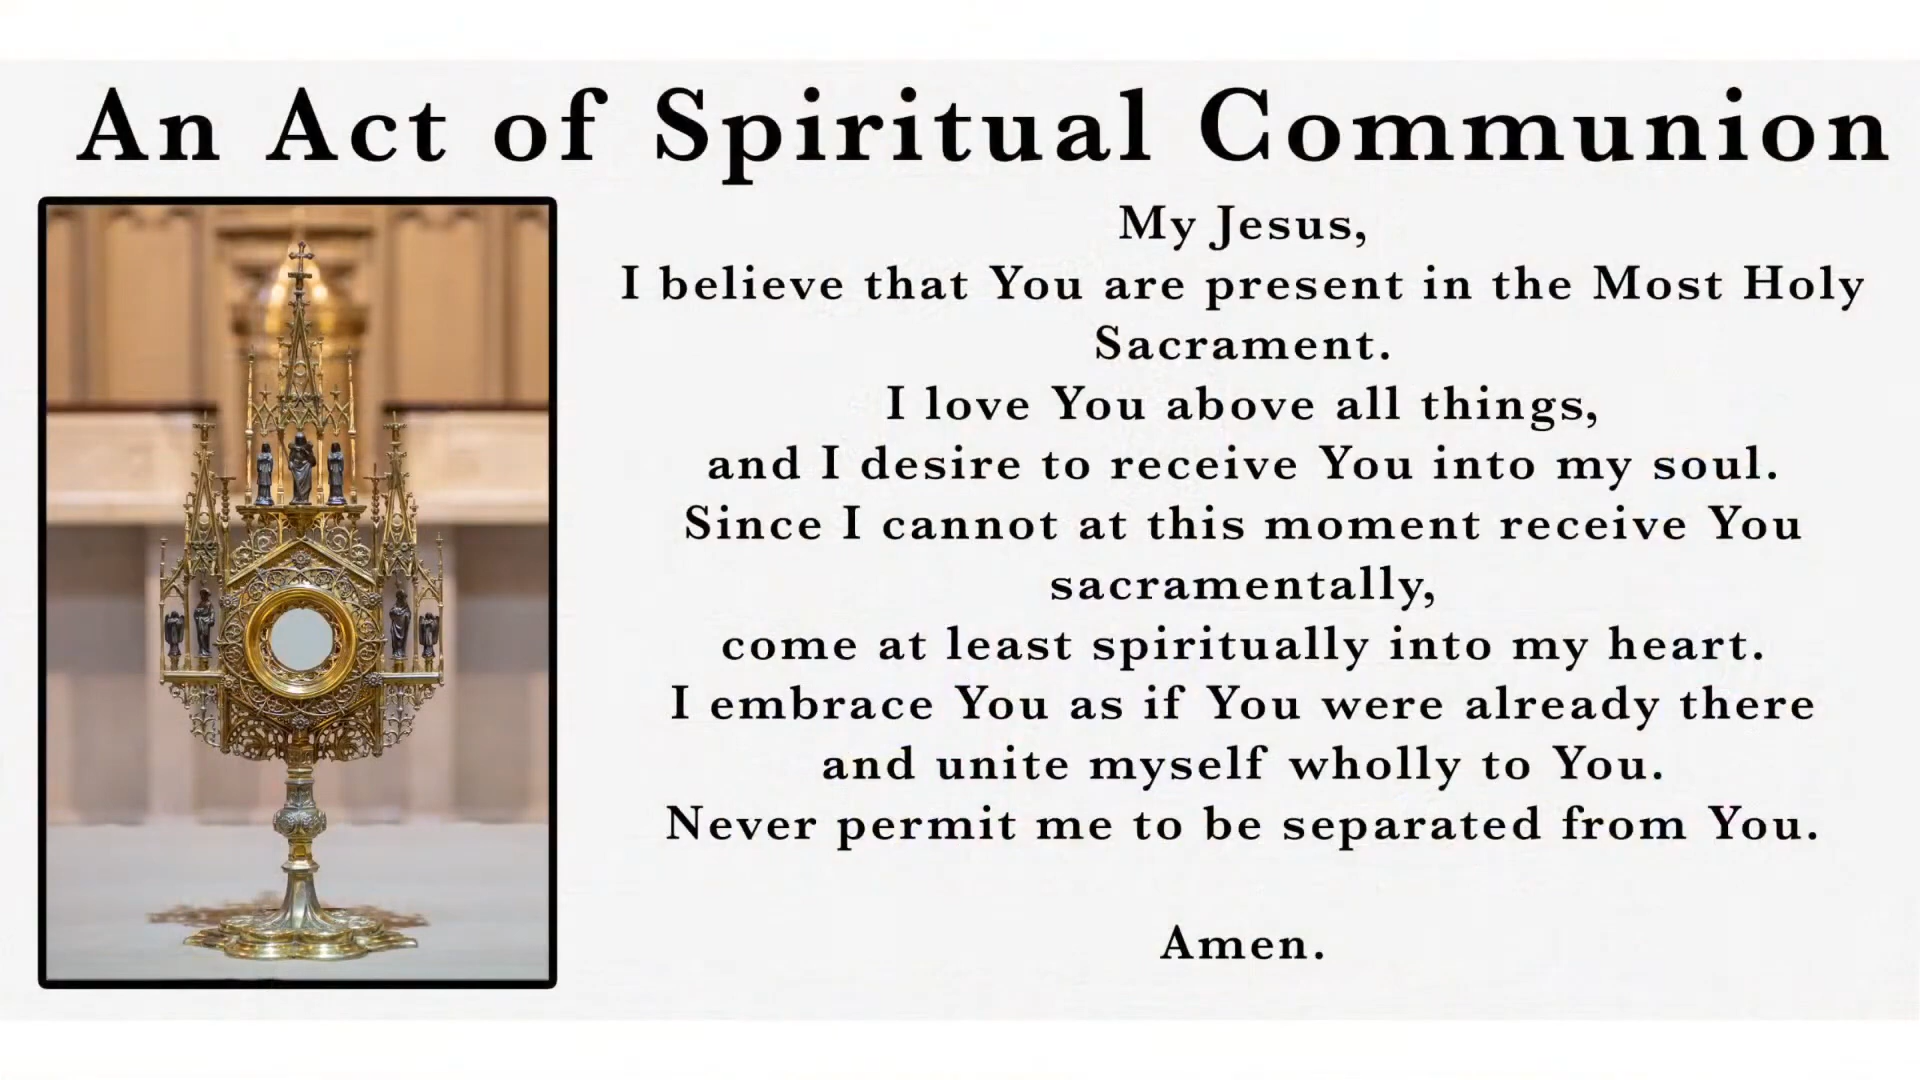 An Act of Spiritual Communion
My Jesus,
I believe that You are present in the Most Holy
Sacrament.
I love You above all things,
and I desire to receive You into my soul.
Since I cannot at this moment receive You
sacramentally,
come at least spiritually into my heart.
I embrace You as if You were already there
and unite myself wholly to You.
Never permit me to be separated from You.
Amen.